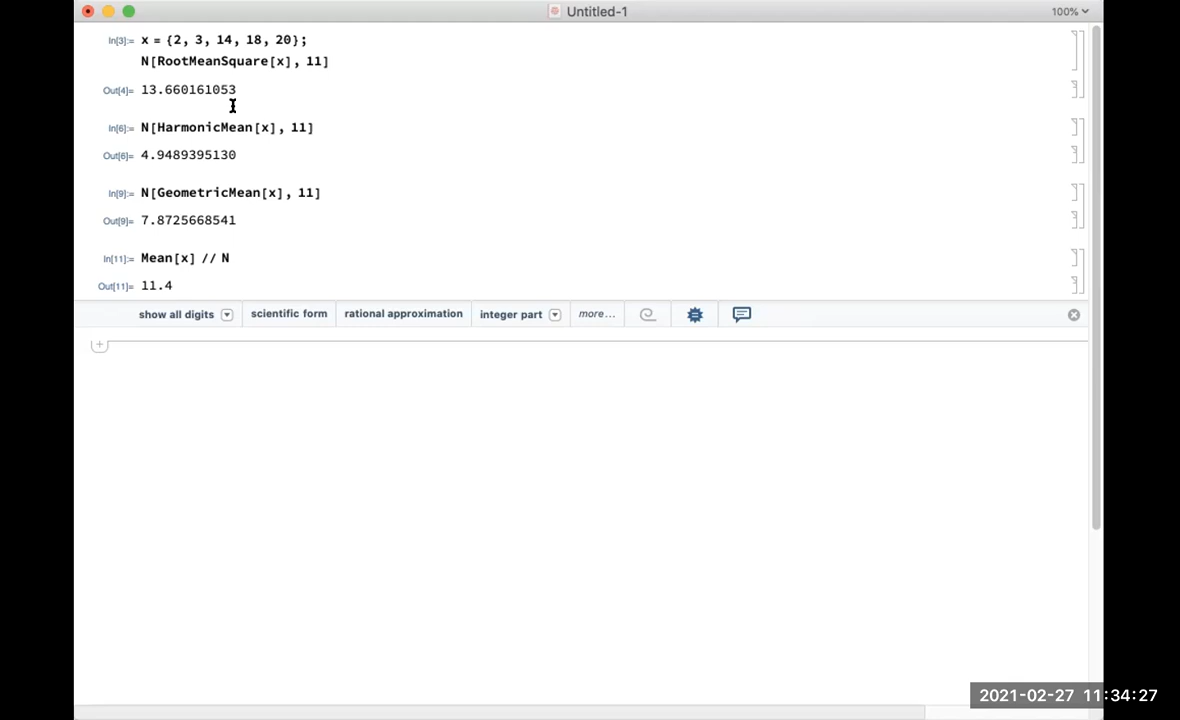 Untitled-1
100%
In[3]:= x = {2, 3, 14, 18, 20};
N[RootMeanSquare[x], 11]
Out[4]= 13.660161053
In[6]:= N[HarmonicMean[x], 11]
Out[6]= 4.9489395130
In[9]:= N[GeometricMean[x], 11]
Out[9]= 7.8725668541
In[11]:= Mean[x] // N
Out[11]= 11.4
show all digits scientific form rational approximation integer part more...
2021-02-27 11:34:27